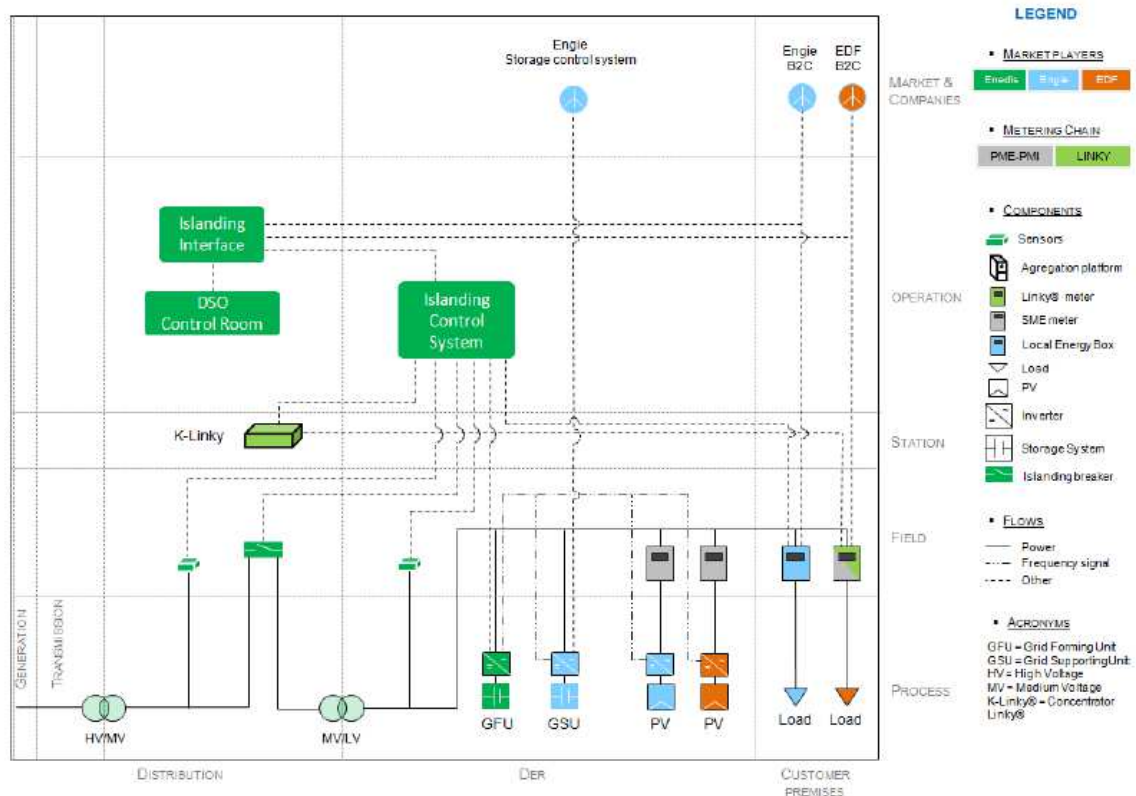 Engie
Storage control system
Engie
B2C
EDF
B2C
MARKET &
COMPANIES
Islanding
Interface
DSO
Control Room
Islanding
Control
System
OPERATION
K-Linky
STATION
FIELD
GENERATION
TRANSMISSION
HV/MV
MV/LV
GFU
GSU
PV
PV
Load
Load
PROCESS
DISTRIBUTION
DER
CUSTOMER
PREMISES
LEGEND
▪ MARKET PLAYERS
Enedis
Engie
EDF
▪ METERING CHAIN
PME-PMI
LINKY
▪ COMPONENTS
Sensors
Agregation platform
Linky® meter
SME meter
Local Energy Box
Load
PV
Inverter
Storage System
Islanding breaker
▪ FLOWS
Power
Frequency signal
Other
▪ ACRONYMS
GFU = Grid Forming Unit
GSU = Grid Supporting Unit
HV = High Voltage
MV = Medium Voltage
K-Linky® = Concentrator
Linky®